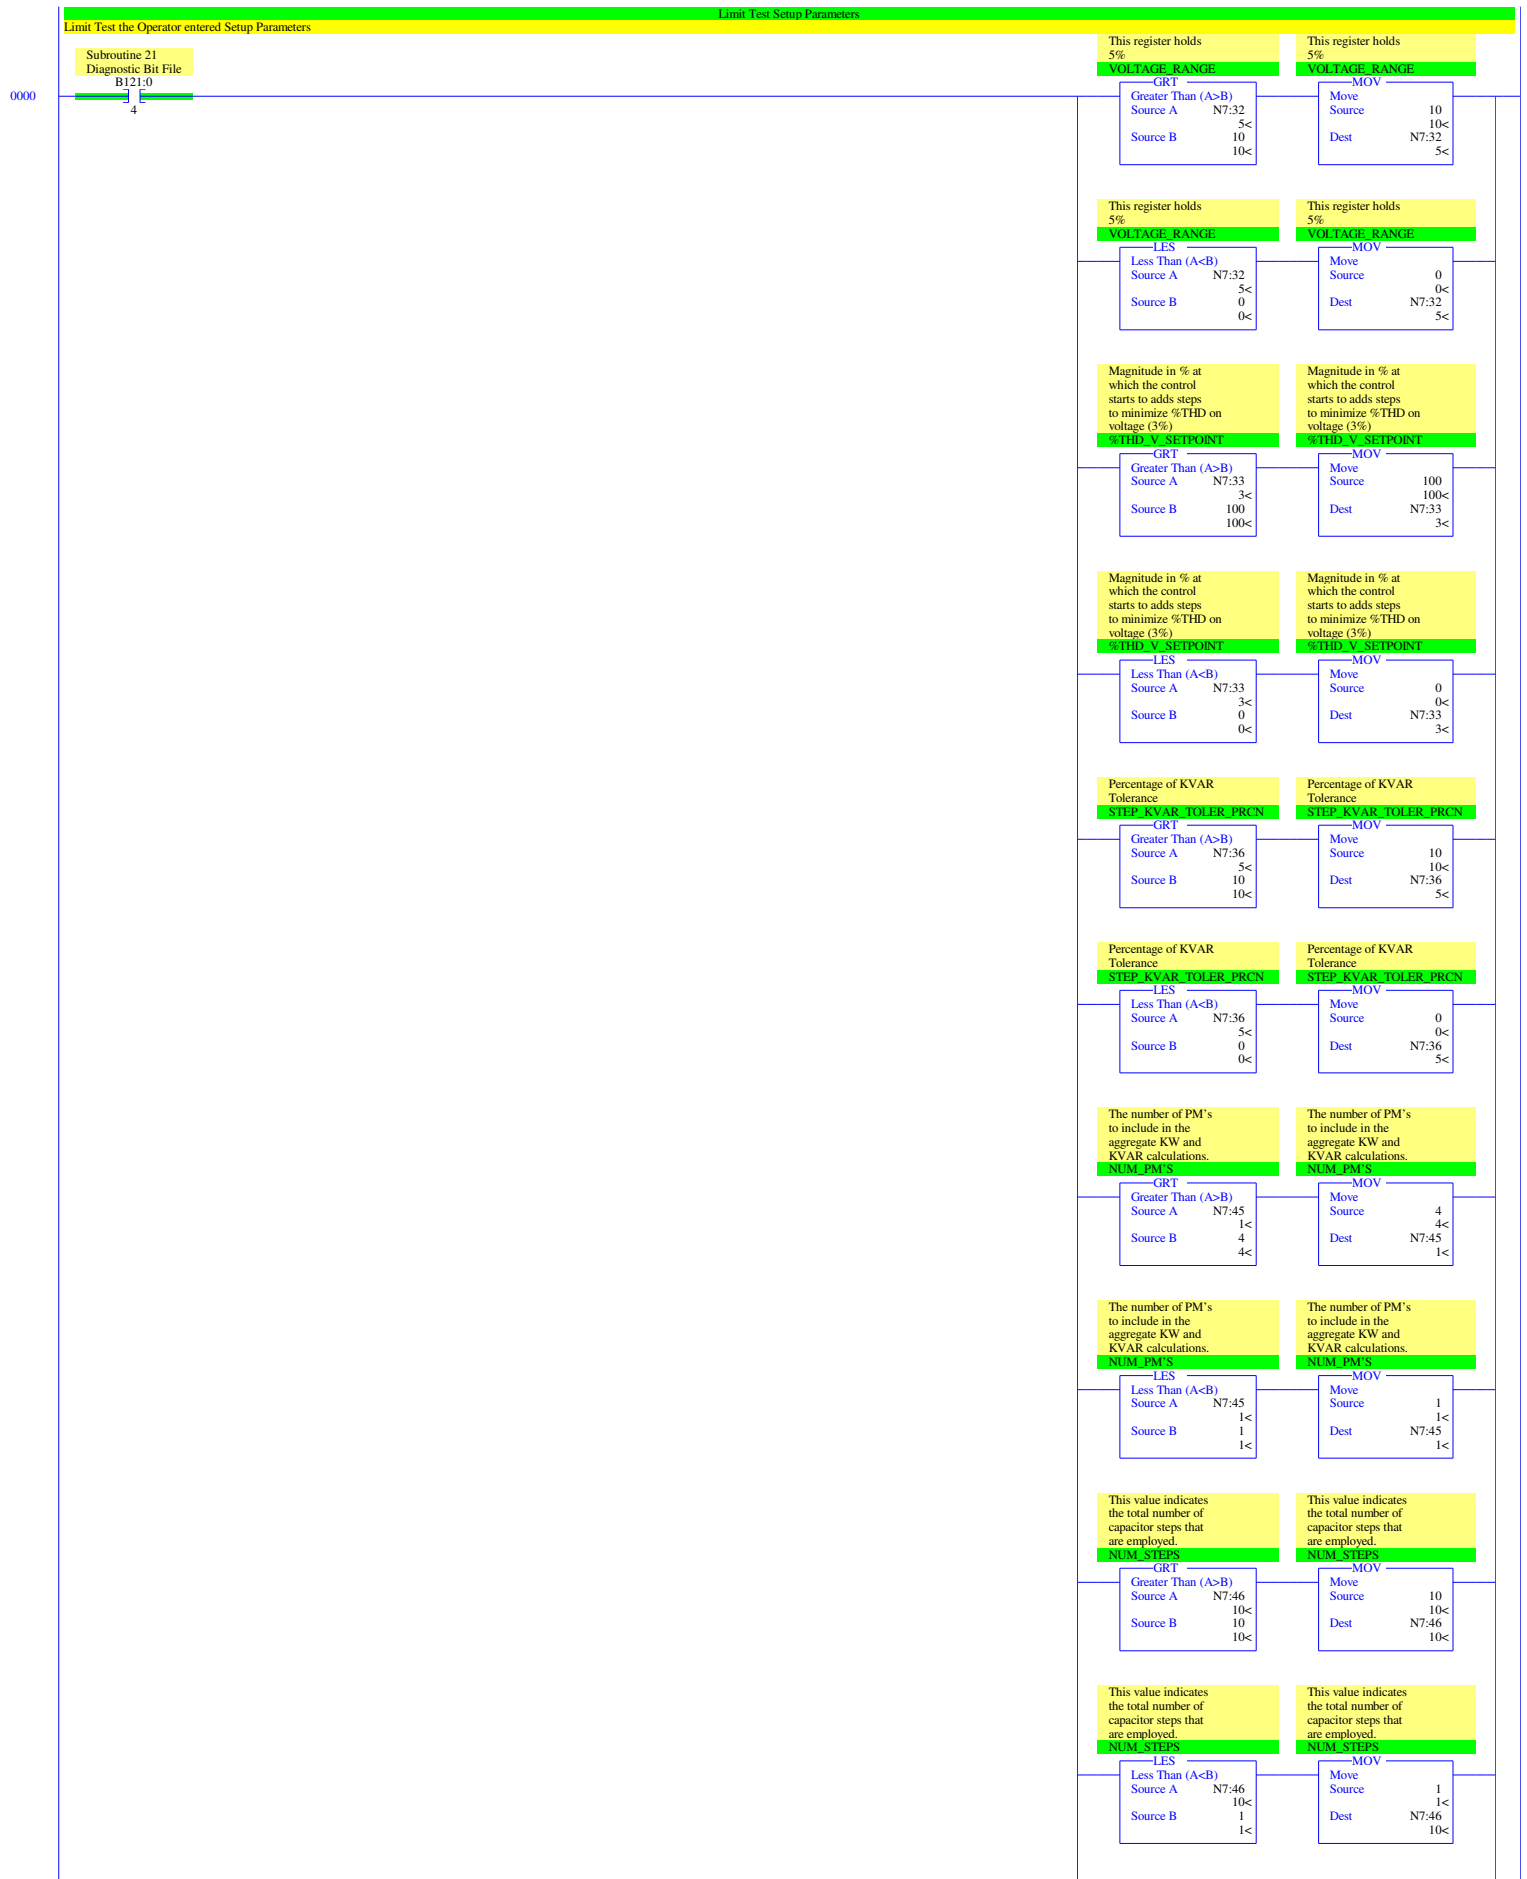 Limit Test Setup Parameters
Limit Test the Operator entered Setup Parameters
Subroutine 21
Diagnostic Bit File
B121:0
4
0000
This register holds
5%
VOLTAGE_RANGE
GRT
Greater Than (A>B)
Source A N7:32
5<
Source B 10
10<
This register holds
5%
VOLTAGE_RANGE
MOV
Move
Source 10
10<
Dest N7:32
5<
This register holds
5%
VOLTAGE_RANGE
LES
Less Than (A<B)
Source A N7:32
5<
Source B 0
0<
This register holds
5%
VOLTAGE_RANGE
MOV
Move
Source 0
0<
Dest N7:32
5<
Magnitude in % at
which the control
starts to adds steps
to minimize %THD on
voltage (3%)
%THD_V_SETPOINT
GRT
Greater Than (A>B)
Source A N7:33
3<
Source B 100
100<
Magnitude in % at
which the control
starts to adds steps
to minimize %THD on
voltage (3%)
%THD_V_SETPOINT
MOV
Move
Source 100
100<
Dest N7:33
3<
Magnitude in % at
which the control
starts to adds steps
to minimize %THD on
voltage (3%)
%THD_V_SETPOINT
LES
Less Than (A<B)
Source A N7:33
3<
Source B 0
0<
Magnitude in % at
which the control
starts to adds steps
to minimize %THD on
voltage (3%)
%THD_V_SETPOINT
MOV
Move
Source 0
0<
Dest N7:33
3<
Percentage of KVAR
Tolerance
STEP_KVAR_TOLER_PRCN
GRT
Greater Than (A>B)
Source A N7:36
5<
Source B 10
10<
Percentage of KVAR
Tolerance
STEP_KVAR_TOLER_PRCN
MOV
Move
Source 10
10<
Dest N7:36
5<
Percentage of KVAR
Tolerance
STEP_KVAR_TOLER_PRCN
LES
Less Than (A<B)
Source A N7:36
5<
Source B 0
0<
Percentage of KVAR
Tolerance
STEP_KVAR_TOLER_PRCN
MOV
Move
Source 0
0<
Dest N7:36
5<
The number of PM's
to include in the
aggregate KW and
KVAR calculations.
NUM_PM'S
GRT
Greater Than (A>B)
Source A N7:45
1<
Source B 4
4<
The number of PM's
to include in the
aggregate KW and
KVAR calculations.
NUM_PM'S
MOV
Move
Source 4
4<
Dest N7:45
1<
The number of PM's
to include in the
aggregate KW and
KVAR calculations.
NUM_PM'S
LES
Less Than (A<B)
Source A N7:45
1<
Source B 1
1<
The number of PM's
to include in the
aggregate KW and
KVAR calculations.
NUM_PM'S
MOV
Move
Source 1
1<
Dest N7:45
1<
This value indicates
the total number of
capacitor steps that
are employed.
NUM_STEPS
GRT
Greater Than (A>B)
Source A N7:46
10<
Source B 10
10<
This value indicates
the total number of
capacitor steps that
are employed.
NUM_STEPS
MOV
Move
Source 10
10<
Dest N7:46
10<
This value indicates
the total number of
capacitor steps that
are employed.
NUM_STEPS
LES
Less Than (A<B)
Source A N7:46
10<
Source B 1
1<
This value indicates
the total number of
capacitor steps that
are employed.
NUM_STEPS
MOV
Move
Source 1
1<
Dest N7:46
10<